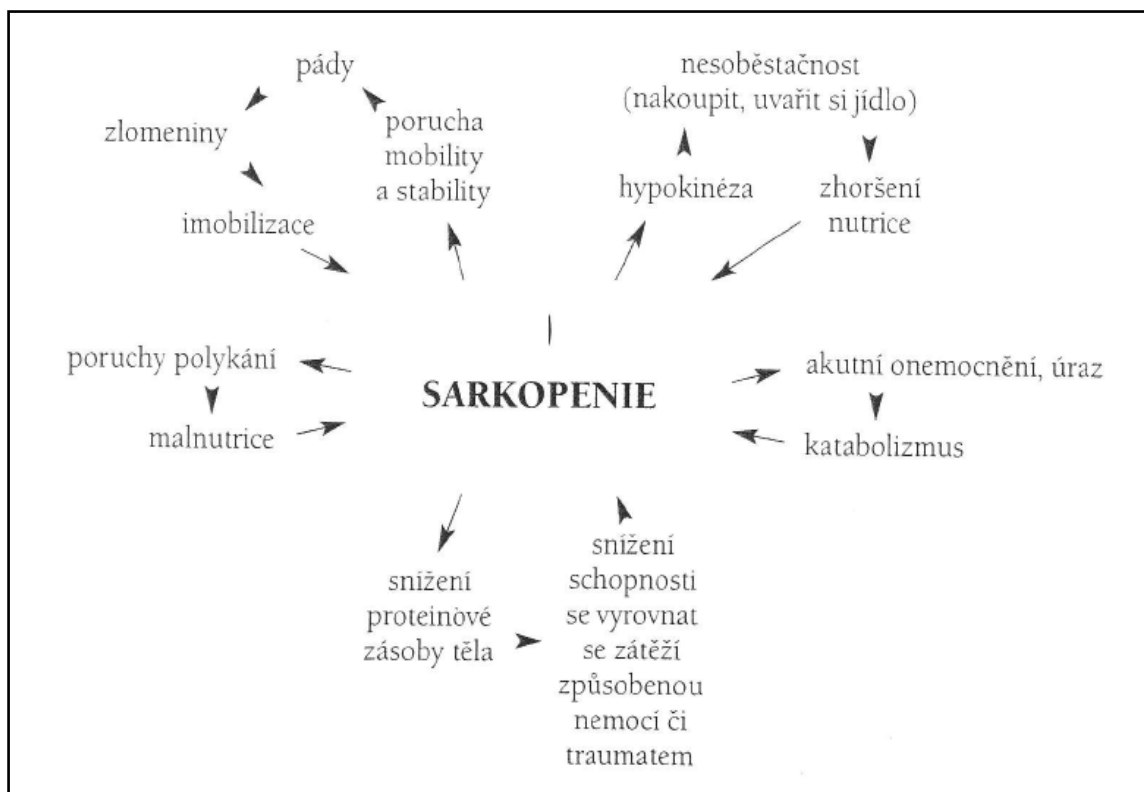 pády
zlomeniny
porucha
mobility
a stability
imobilizace
nesoběstačnost
(nakoupit, uvařit si jídlo)
hypokinéza
zhoršení
nutrice
poruchy polykání
malnutrice
SARKOPENIE
akutní onemocnění, úraz
katabolizmus
snížení
proteinové
zásoby těla
snížení
schopnosti
se vyrovnat
se zátěží
způsobenou
nemocí či
traumatem